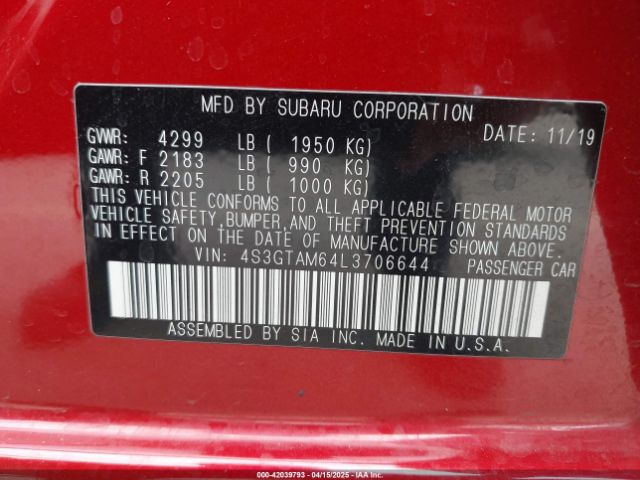 MFD BY SUBARU CORPORATION
GVWR: 4299 LB ( 1950 KG) DATE: 11/19
GAWR: F 2183 LB ( 990 KG)
GAWR: R 2205 LB ( 1000 KG)
THIS VEHICLE CONFORMS TO ALL APPLICABLE FEDERAL MOTOR
VEHICLE SAFETY, BUMPER, AND THEFT PREVENTION STANDARDS
IN EFFECT ON THE DATE OF MANUFACTURE SHOWN ABOVE.
VIN: 4S3GTAM64L3706644 PASSENGER CAR
ASSEMBLED BY SIA INC. MADE IN U.S.A.
© - 42039793 - 04/15/2025 - IAAI.COM